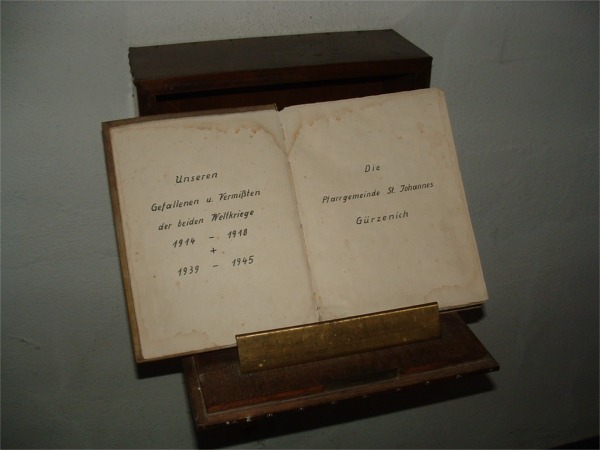 Unseren
Gefallenen u. Vermißten
der beiden Weltkriege
1914 - 1918
+
1939 - 1945
Die
Pfarrgemeinde St. Johannes
Gürzenich